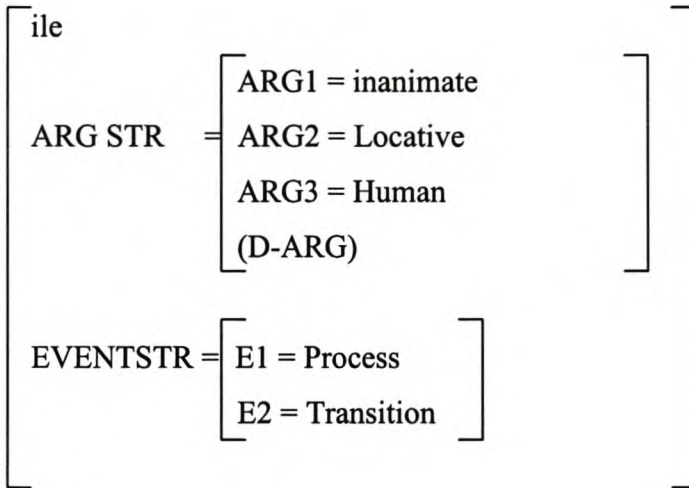 ile
ARG1 = inanimate
ARG STR = ARG2 = Locative
ARG3 = Human
(D-ARG)
EVENTSTR = E1 = Process
E2 = Transition